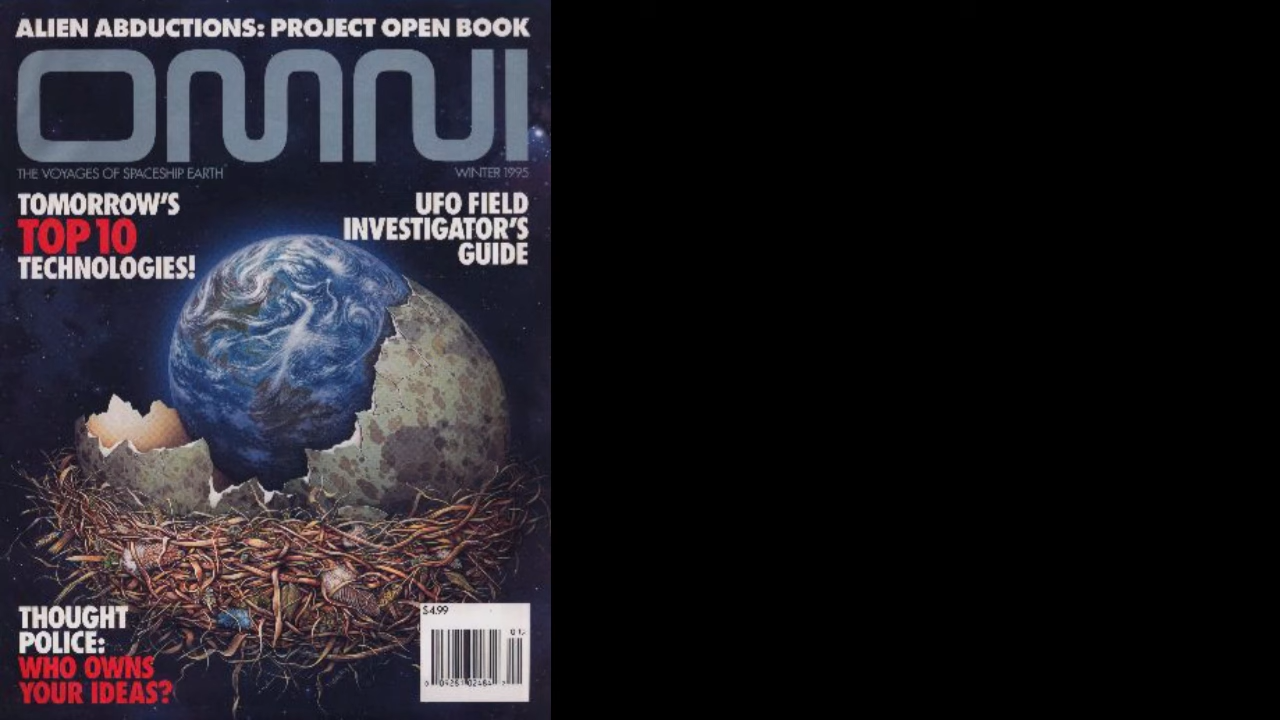 ALIEN ABDUCTIONS: PROJECT OPEN BOOK
OMNI
THE VOYAGES OF SPACESHIP EARTH
WINTER 1995
TOMORROW'S
TOP 10
TECHNOLOGIES!
UFO FIELD
INVESTIGATOR'S
GUIDE
THOUGHT
POLICE:
WHO OWNS
YOUR IDEAS?
$4.99